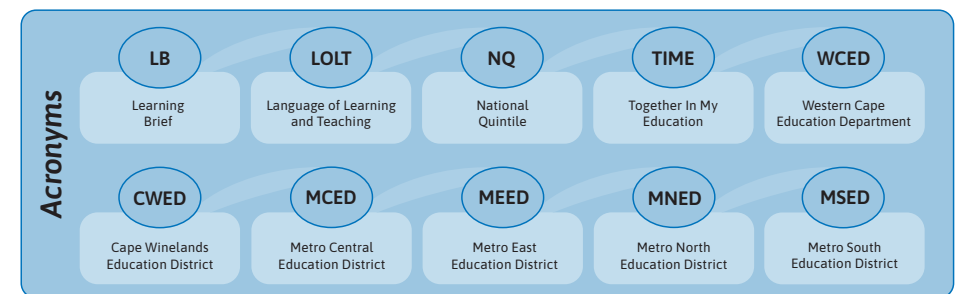 Acronyms
LB
LOLT
NQ
TIME
WCED
Learning
Brief
Language of Learning
and Teaching
National
Quintile
Together In My
Education
Western Cape
Education Department
CWED
MCED
MEED
MNED
MSED
Cape Winelands
Education District
Metro Central
Education District
Metro East
Education District
Metro North
Education District
Metro South
Education District